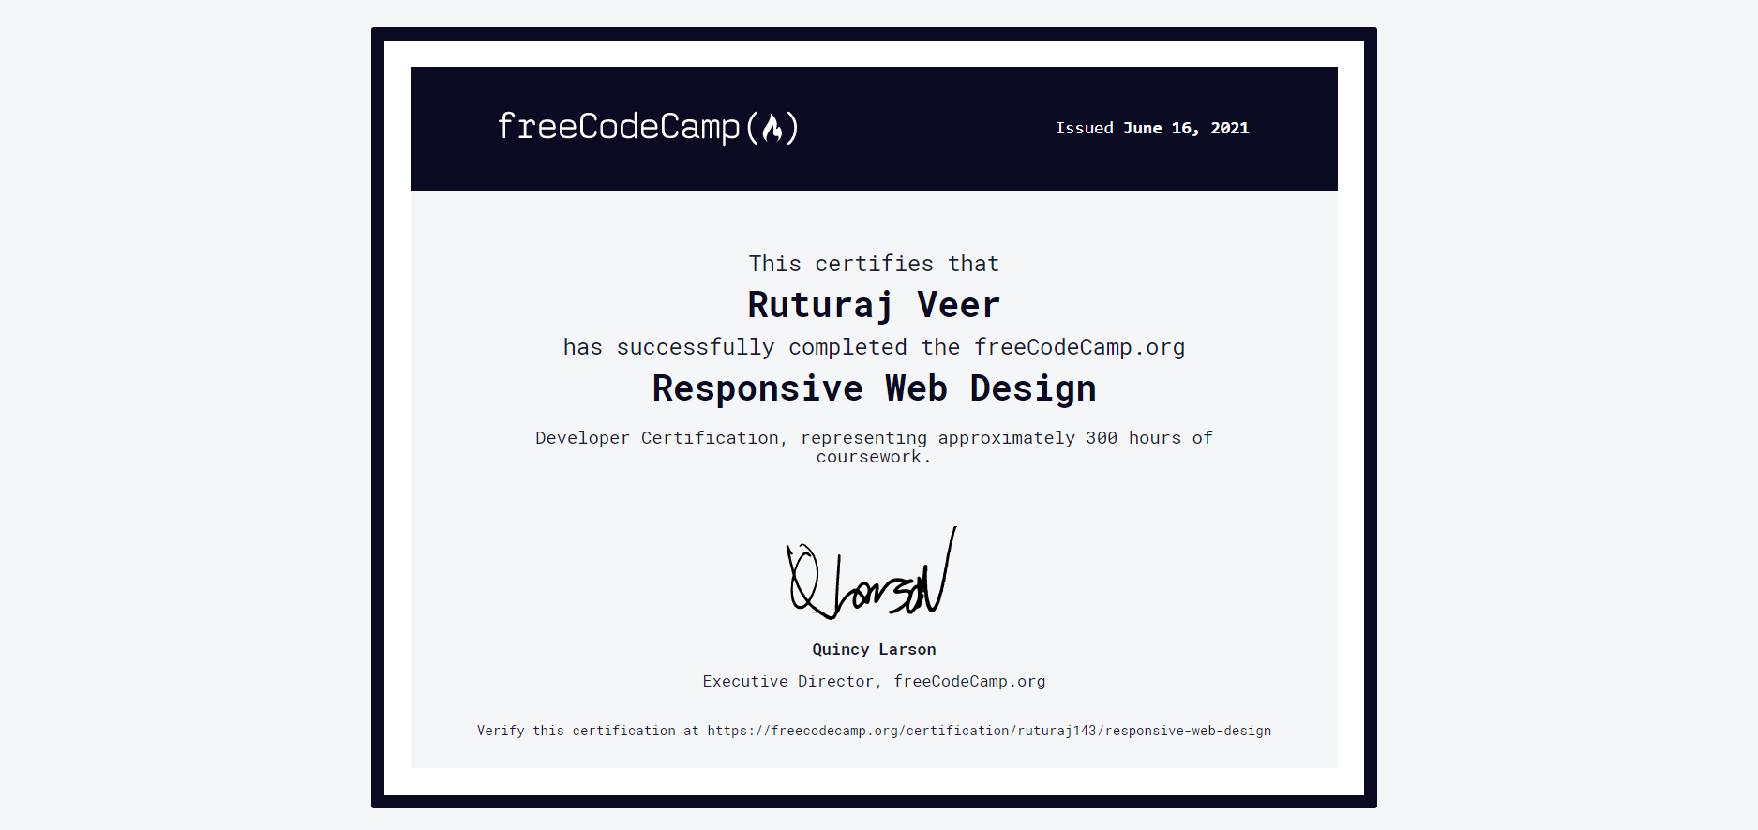 freeCodeCamp(🔥)
Issued June 16, 2021
This certifies that
Ruturaj Veer
has successfully completed the freeCodeCamp.org
Responsive Web Design
Developer Certification, representing approximately 300 hours of
coursework.
Q Larson
Quincy Larson
Executive Director, freeCodeCamp.org
Verify this certification at https://freecodecamp.org/certification/ruturaj143/responsive-web-design